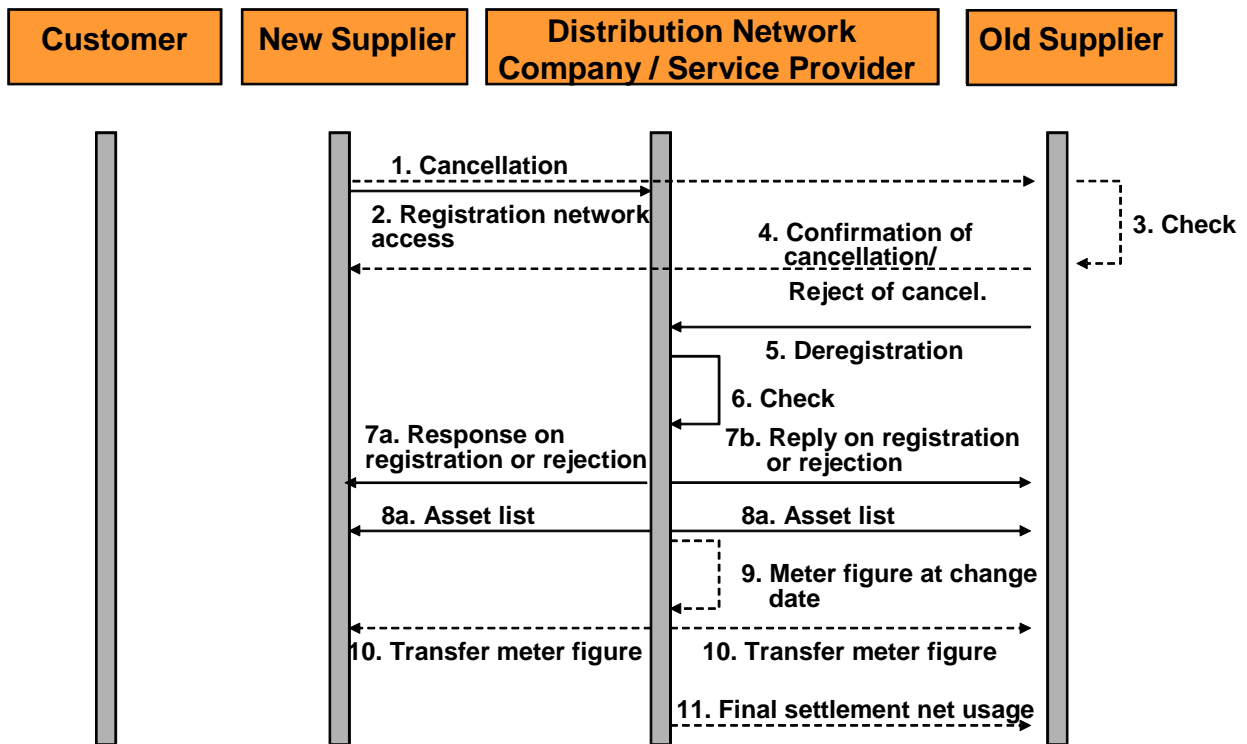 Customer
New Supplier
Distribution Network
Company / Service Provider
Old Supplier
1. Cancellation
2. Registration network
access
3. Check
4. Confirmation of
cancellation/
Reject of cancel.
5. Deregistration
6. Check
7a. Response on
registration or rejection
7b. Reply on registration
or rejection
8a. Asset list
8a. Asset list
9. Meter figure at change
date
10. Transfer meter figure
10. Transfer meter figure
11. Final settlement net usage